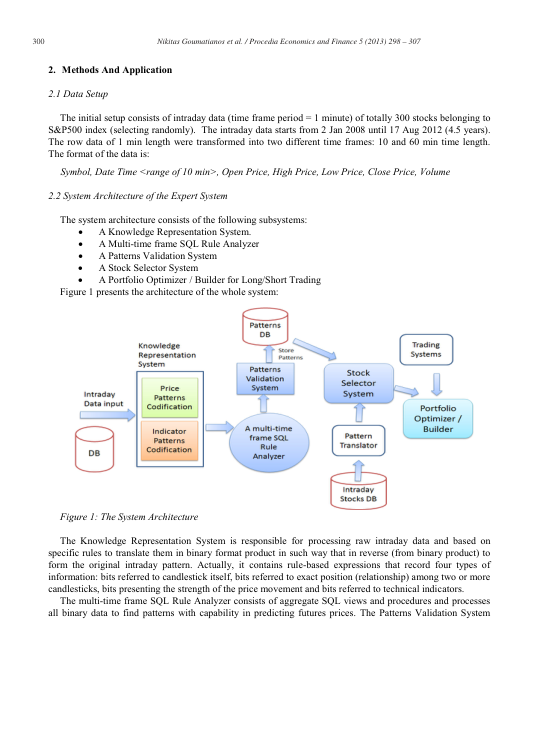 300
Nikitas Goumatianos et al. / Procedia Economics and Finance 5 (2013) 298 – 307
2. Methods And Application
2.1 Data Setup
The initial setup consists of intraday data (time frame period = 1 minute) of totally 300 stocks belonging to
S&P500 index (selecting randomly). The intraday data starts from 2 Jan 2008 until 17 Aug 2012 (4.5 years).
The row data of 1 min length were transformed into two different time frames: 10 and 60 min time length.
The format of the data is:
Symbol, Date Time <range of 10 min>, Open Price, High Price, Low Price, Close Price, Volume
2.2 System Architecture of the Expert System
The system architecture consists of the following subsystems:
• A Knowledge Representation System.
• A Multi-time frame SQL Rule Analyzer
• A Patterns Validation System
• A Stock Selector System
• A Portfolio Optimizer / Builder for Long/Short Trading
Figure 1 presents the architecture of the whole system:
Patterns
DB
Store
Patterns
Knowledge
Representation
System
Trading
Systems
Patterns
Validation
System
Stock
Selector
System
Intraday
Data input
Price
Patterns
Codification
Portfolio
Optimizer /
Builder
Indicator
Patterns
Codification
A multi-time
frame SQL
Rule
Analyzer
Pattern
Translator
DB
Intraday
Stocks DB
Figure 1: The System Architecture
The Knowledge Representation System is responsible for processing raw intraday data and based on
specific rules to translate them in binary format product in such way that in reverse (from binary product) to
form the original intraday pattern. Actually, it contains rule-based expressions that record four types of
information: bits referred to candlestick itself, bits referred to exact position (relationship) among two or more
candlesticks, bits presenting the strength of the price movement and bits referred to technical indicators.
The multi-time frame SQL Rule Analyzer consists of aggregate SQL views and procedures and processes
all binary data to find patterns with capability in predicting futures prices. The Patterns Validation System